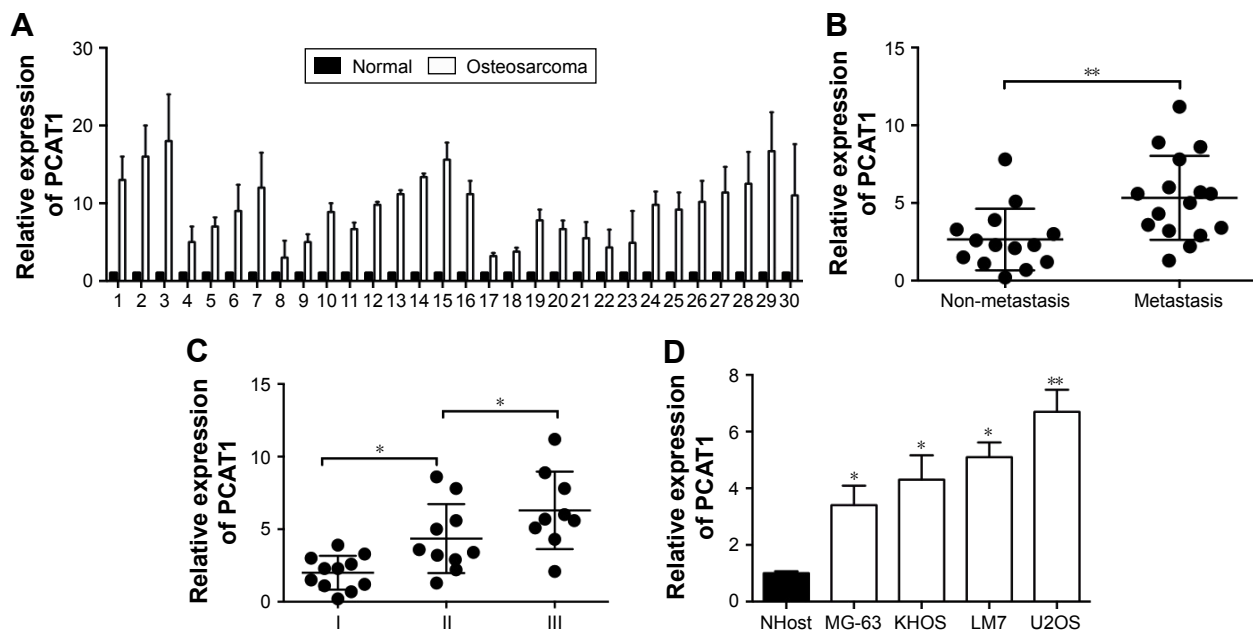 A
Relative expression
of PCAT1
30
20
10
0
Normal
Osteosarcoma
1 2 3 4 5 6 7 8 9 10 11 12 13 14 15 16 17 18 19 20 21 22 23 24 25 26 27 28 29 30
B
Relative expression
of PCAT1
15
10
5
0
**
Non-metastasis
Metastasis
C
Relative expression
of PCAT1
15
10
5
0
*
*
I
II
III
D
Relative expression
of PCAT1
8
6
4
2
0
*
*
*
**
NHost
MG-63
KHOS
LM7
U2OS